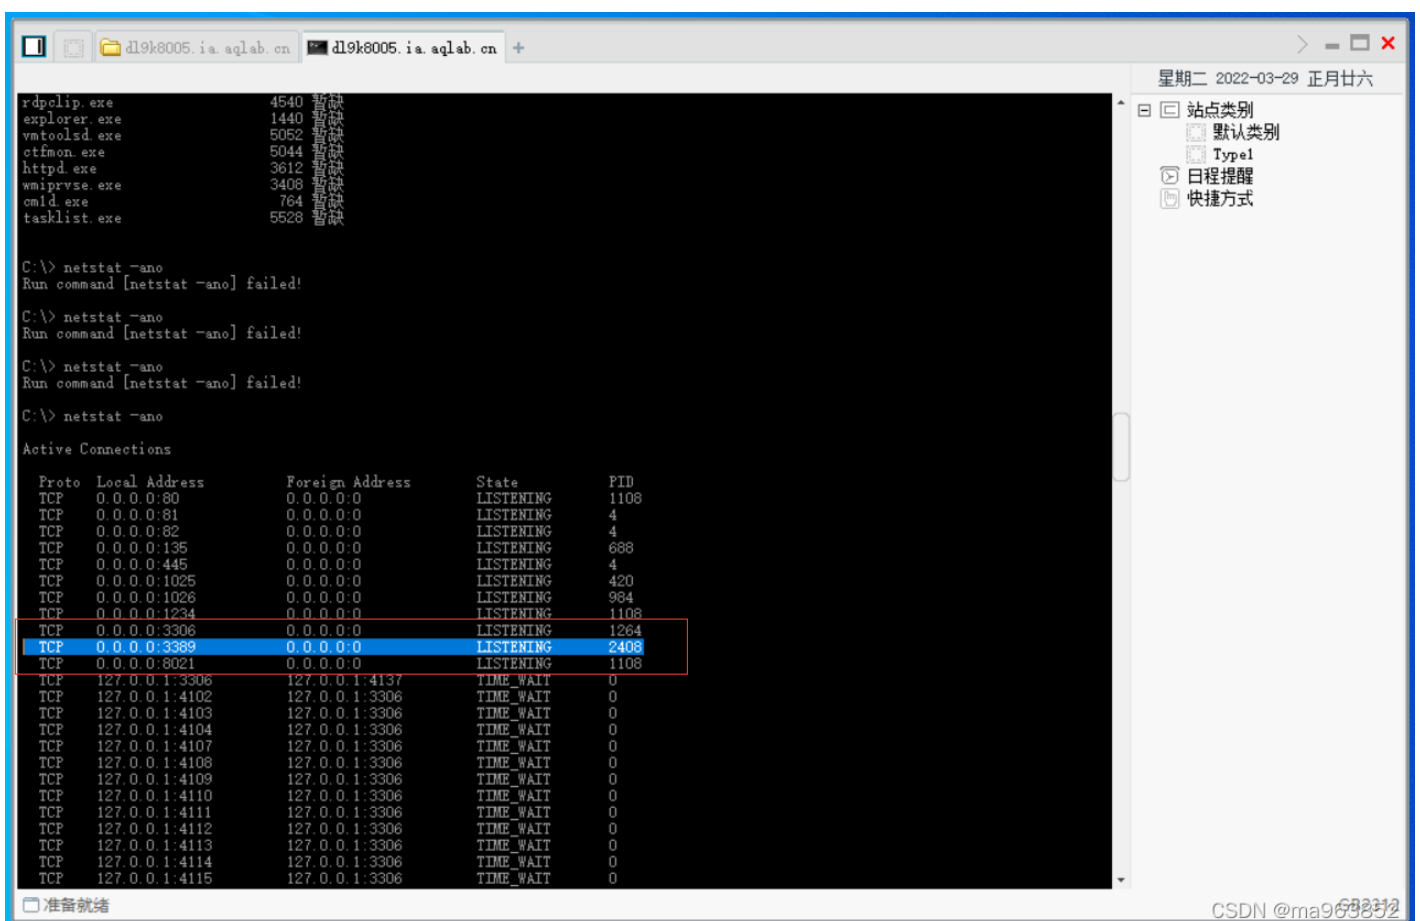 dl9k8005.ia.aqlab.cn dl9k8005.ia.aqlab.cn +
星期二 2022-03-29 正月廿六
站点类别
默认类别
Type1
日程提醒
快捷方式
rdpclip.exe 4540 暂缺
explorer.exe 1440 暂缺
vmtoolsd.exe 5052 暂缺
ctfmon.exe 5044 暂缺
httpd.exe 3612 暂缺
wmiprvse.exe 3408 暂缺
cmld.exe 764 暂缺
tasklist.exe 5528 暂缺
C:\> netstat -ano
Run command [netstat -ano] failed!
C:\> netstat -ano
Run command [netstat -ano] failed!
C:\> netstat -ano
Run command [netstat -ano] failed!
C:\> netstat -ano
Active Connections
Proto Local Address Foreign Address State PID
TCP 0.0.0.0:80 0.0.0.0:0 LISTENING 1108
TCP 0.0.0.0:81 0.0.0.0:0 LISTENING 4
TCP 0.0.0.0:82 0.0.0.0:0 LISTENING 4
TCP 0.0.0.0:135 0.0.0.0:0 LISTENING 688
TCP 0.0.0.0:445 0.0.0.0:0 LISTENING 4
TCP 0.0.0.0:1025 0.0.0.0:0 LISTENING 420
TCP 0.0.0.0:1026 0.0.0.0:0 LISTENING 984
TCP 0.0.0.0:1234 0.0.0.0:0 LISTENING 1108
TCP 0.0.0.0:3306 0.0.0.0:0 LISTENING 1264
TCP 0.0.0.0:3389 0.0.0.0:0 LISTENING 2408
TCP 0.0.0.0:8021 0.0.0.0:0 LISTENING 1108
TCP 127.0.0.1:3306 127.0.0.1:4137 TIME_WAIT 0
TCP 127.0.0.1:4102 127.0.0.1:3306 TIME_WAIT 0
TCP 127.0.0.1:4103 127.0.0.1:3306 TIME_WAIT 0
TCP 127.0.0.1:4104 127.0.0.1:3306 TIME_WAIT 0
TCP 127.0.0.1:4107 127.0.0.1:3306 TIME_WAIT 0
TCP 127.0.0.1:4108 127.0.0.1:3306 TIME_WAIT 0
TCP 127.0.0.1:4109 127.0.0.1:3306 TIME_WAIT 0
TCP 127.0.0.1:4110 127.0.0.1:3306 TIME_WAIT 0
TCP 127.0.0.1:4111 127.0.0.1:3306 TIME_WAIT 0
TCP 127.0.0.1:4112 127.0.0.1:3306 TIME_WAIT 0
TCP 127.0.0.1:4113 127.0.0.1:3306 TIME_WAIT 0
TCP 127.0.0.1:4114 127.0.0.1:3306 TIME_WAIT 0
TCP 127.0.0.1:4115 127.0.0.1:3306 TIME_WAIT 0
准备就绪
GB2312
CSDN @ma963852